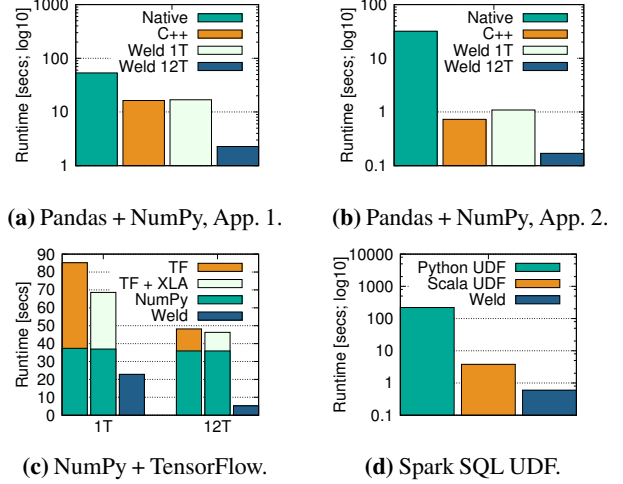 Runtime [secs; log10]
1000
100
10
1
Native
C++
Weld 1T
Weld 12T
(a) Pandas + NumPy, App. 1.
Runtime [secs; log10]
100
10
1
0.1
Native
C++
Weld 1T
Weld 12T
(b) Pandas + NumPy, App. 2.
Runtime [secs]
90
80
70
60
50
40
30
20
10
0
TF
TF + XLA
NumPy
Weld
1T
12T
(c) NumPy + TensorFlow.
Runtime [secs; log10]
10000
1000
100
10
1
0.1
Python UDF
Scala UDF
Weld
(d) Spark SQL UDF.